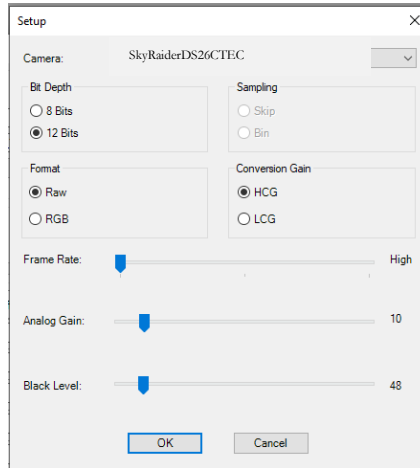 Setup
Camera: SkyRaiderDS26CTEC
Bit Depth Sampling
8 Bits Skip
12 Bits Bin
Format Conversion Gain
Raw HCG
RGB LCG
Frame Rate: High
Analog Gain: 10
Black Level: 48
OK Cancel